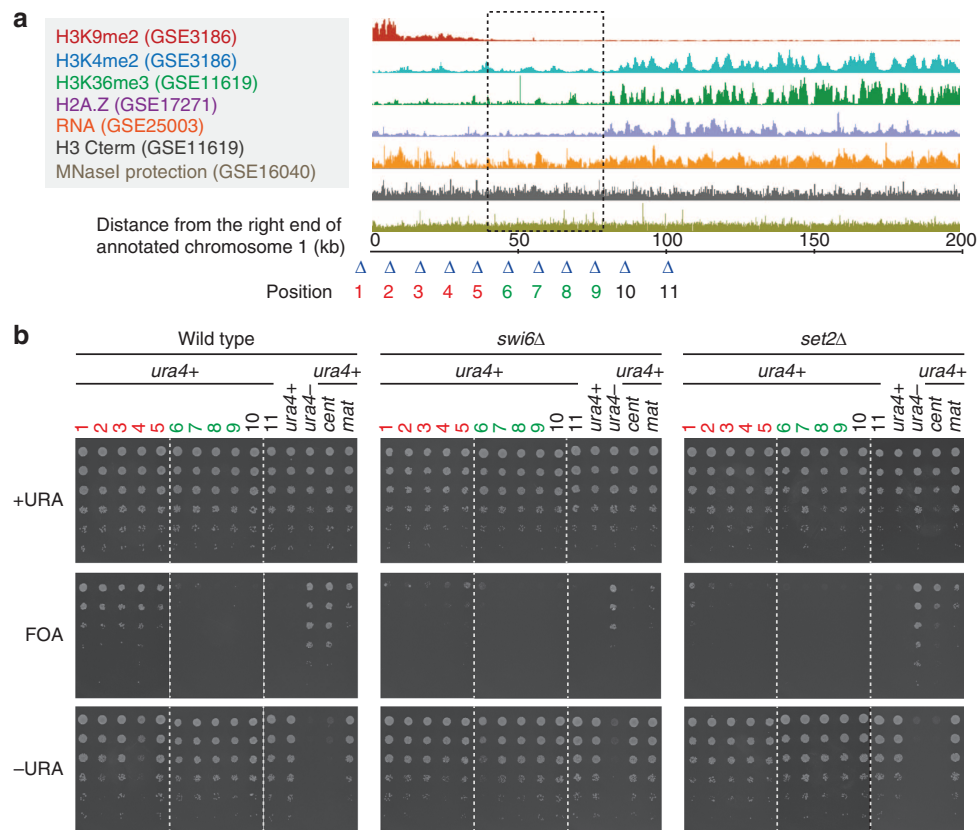 a
H3K9me2 (GSE3186)
H3K4me2 (GSE3186)
H3K36me3 (GSE11619)
H2A.Z (GSE17271)
RNA (GSE25003)
H3 Cterm (GSE11619)
MNaseI protection (GSE16040)
Distance from the right end of
annotated chromosome 1 (kb)
0 50 100 150 200
Δ Δ Δ Δ Δ Δ Δ Δ Δ Δ Δ
Position 1 2 3 4 5 6 7 8 9 10 11
b
Wild type swi6Δ set2Δ
ura4+ ura4+ ura4+ ura4+ ura4+ ura4+
1 2 3 4 5 6 7 8 9 10 11 ura4+ ura4– cent mat 1 2 3 4 5 6 7 8 9 10 11 ura4+ ura4– cent mat 1 2 3 4 5 6 7 8 9 10 11 ura4+ ura4– cent mat
+URA
FOA
–URA